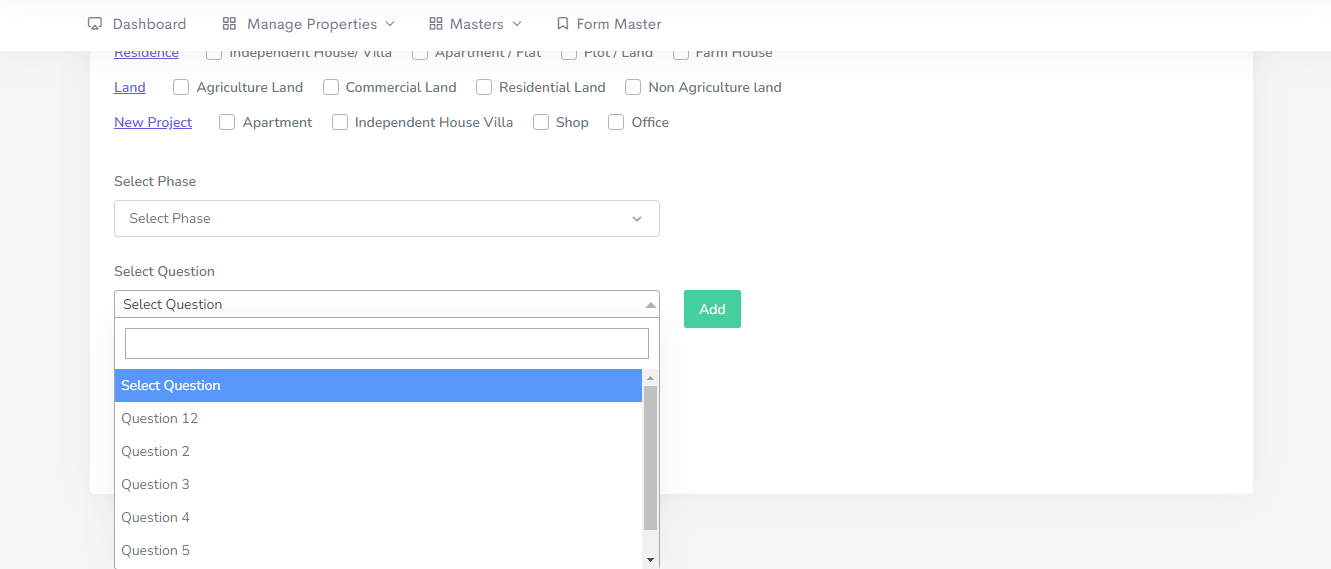 Dashboard Manage Properties Masters Form Master
Residence Independent House/ Villa Apartment / Flat Plot / Land Farm House
Land Agriculture Land Commercial Land Residential Land Non Agriculture land
New Project Apartment Independent House Villa Shop Office
Select Phase
Select Phase
Select Question
Select Question Add
Select Question
Question 12
Question 2
Question 3
Question 4
Question 5